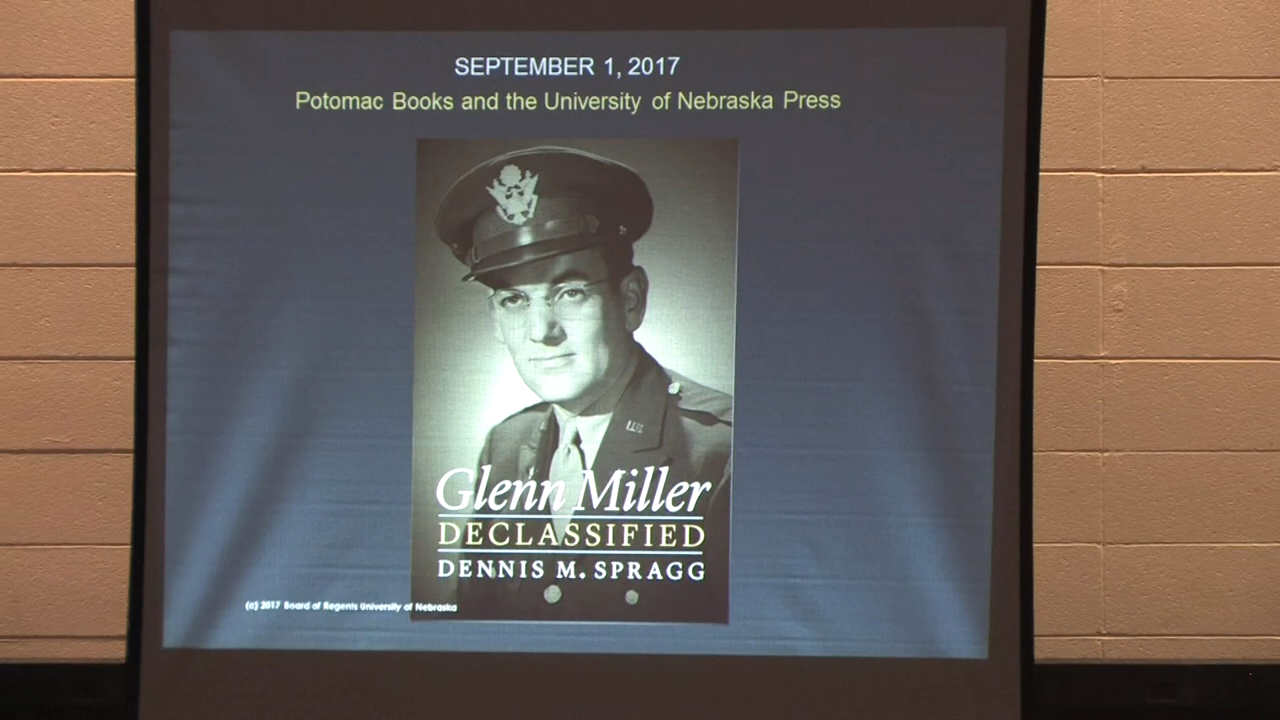 SEPTEMBER 1, 2017
Potomac Books and the University of Nebraska Press
Glenn Miller
DECLASSIFIED
DENNIS M. SPRAGG
(c) 2017 Board of Regents University of Nebraska